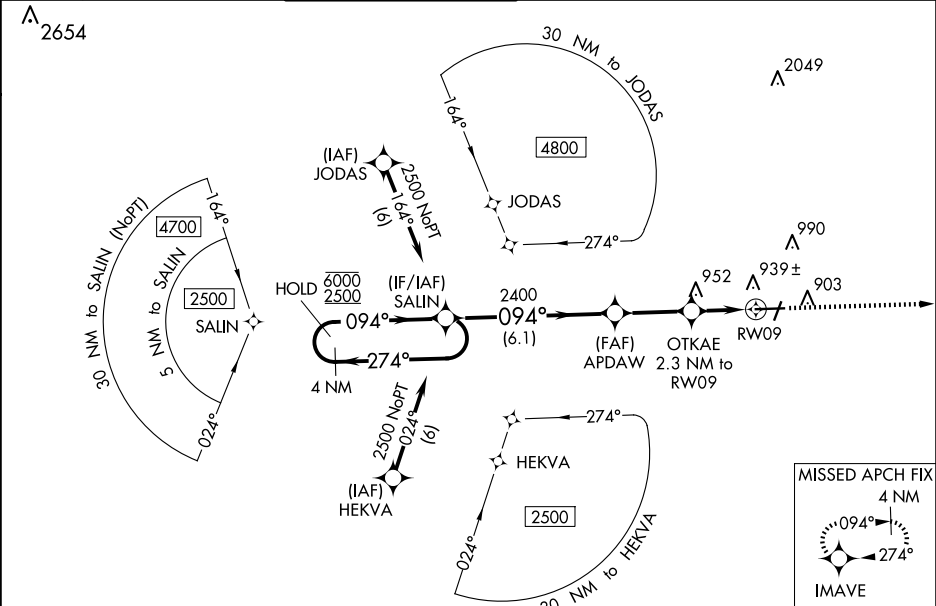 2654
30 NM to JODAS
2049
164°
4800
(IAF)
JODAS
2500 NoPT
164°
(6)
JODAS
274°
30 NM to SALIN (NoPT)
4700
164°
5 NM to SALIN
2500
SALIN
024°
HOLD
6000
2500
(IF/IAF)
SALIN
094°
274°
4 NM
2400
094°
(6.1)
(FAF)
APDAW
952
OTKAE
2.3 NM to
RW09
990
939±
903
RW09
2500 NoPT
024°
(6)
(IAF)
HEKVA
274°
HEKVA
2500
024°
30 NM to HEKVA
MISSED APCH FIX
4 NM
094°
274°
IMAVE